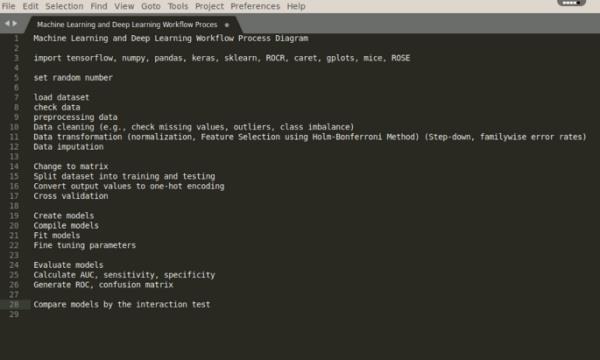 File Edit Selection Find View Goto Tools Project Preferences Help
Machine Learning and Deep Learning Workflow Proces
1 Machine Learning and Deep Learning Workflow Process Diagram
2
3 import tensorflow, numpy, pandas, keras, sklearn, ROCR, caret, gplots, mice, ROSE
4
5 set random number
6
7 load dataset
8 check data
9 preprocessing data
10 Data cleaning (e.g., check missing values, outliers, class imbalance)
11 Data transformation (normalization, Feature Selection using Holm-Bonferroni Method) (Step-down, familywise error rates)
12 Data imputation
13
14 Change to matrix
15 Split dataset into training and testing
16 Convert output values to one-hot encoding
17 Cross validation
18
19 Create models
20 Compile models
21 Fit models
22 Fine tuning parameters
23
24 Evaluate models
25 Calculate AUC, sensitivity, specificity
26 Generate ROC, confusion matrix
27
28 Compare models by the interaction test
29